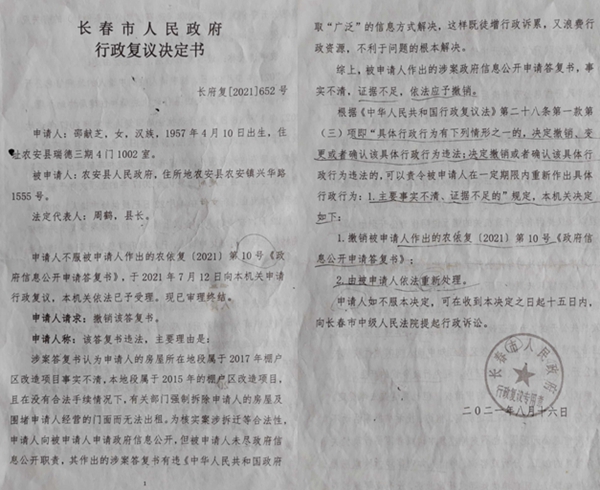 长春市人民政府
行政复议决定书
长府复[2021]652号
申请人：邵献芝，女，汉族，1957年4月10日出生，住
址农安县瑞德三期4门1002室。
被申请人：农安县人民政府，住所地农安县农安镇兴华路
1555号。
法定代表人：周鹤，县长。
申请人不服被申请人作出的农依复〔2021〕第10号《政
府信息公开申请答复书》，于2021年7月12日向本机关申请
行政复议，本机关依法已予受理。现已审理终结。
申请人请求：撤销该答复书。
申请人称：该答复书违法，主要理由是：
涉案答复书认为申请人的房屋所在地段属于2017年棚户
区改造项目事实不清，本地段属于2015年的棚户区改造项目，
且在没有合法手续情况下，有关部门强制拆除申请人的房屋及
围堵申请人经营的门面而无法出租。为核实案涉拆迁等合法性，
申请人向被申请人申请政府信息公开，但被申请人未尽政府信
息公开职责，其作出的涉案答复书有违《中华人民共和国政府
1
取“广泛”的信息方式解决，这样既徒增行政诉累，又浪费行
政资源，不利于问题的根本解决。
综上，被申请人作出的涉案政府信息公开申请答复书，事
实不清，证据不足，依法应予撤销。
根据《中华人民共和国行政复议法》第二十八条第一款第
（三）项即“具体行政行为有下列情形之一的，决定撤销、变
更或者确认该具体行政行为违法；决定撤销或者确认该具体行
政行为违法的，可以责令被申请人在一定期限内重新作出具体
行政行为：1.主要事实不清、证据不足的”规定，本机关决定
如下：
1.撤销被申请人作出的农依复〔2021〕第10号《政府信
息公开申请答复书》；
2.由被申请人依法重新处理。
申请人如不服本决定，可在收到本决定之日起十五日内，
向长春市中级人民法院提起行政诉讼。
长春(市)人民政府
行政复议专用章
二〇二一年八月十六日